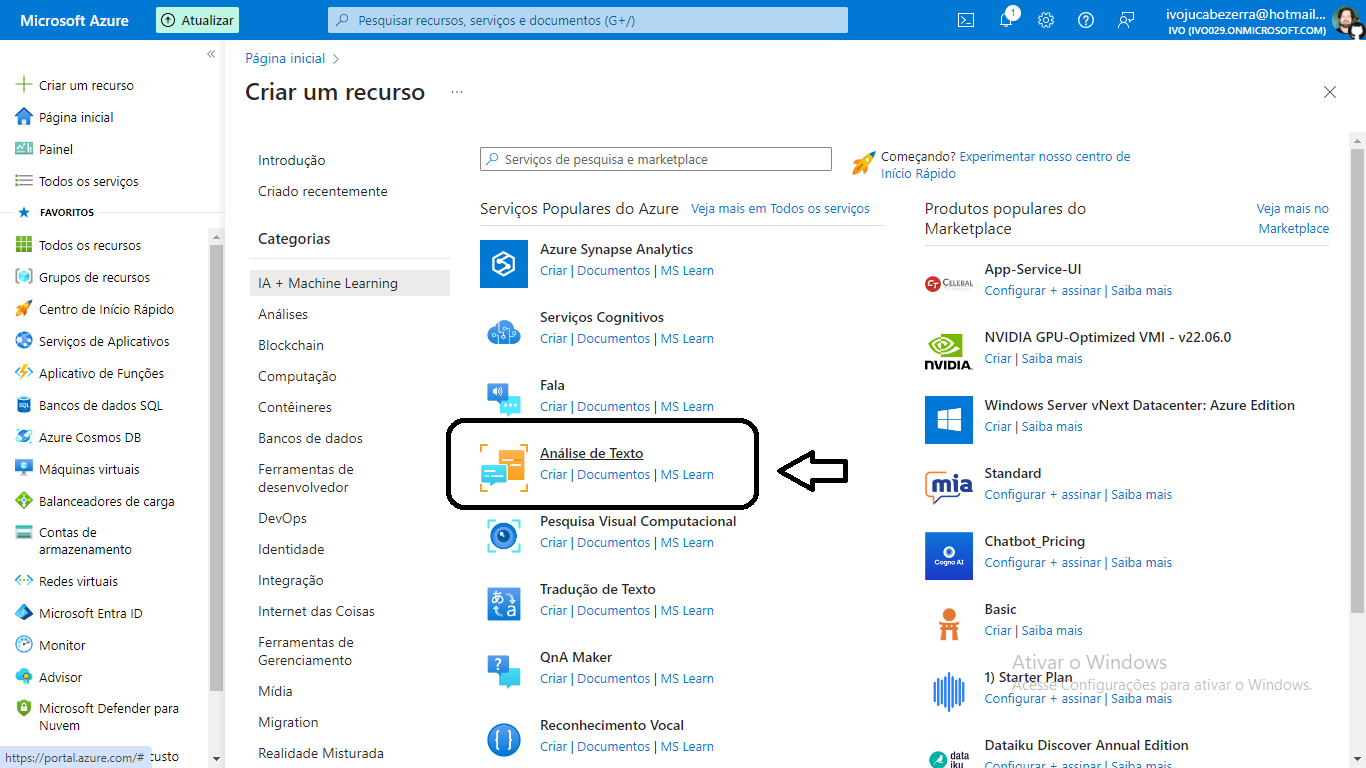 Microsoft Azure
Atualizar
Pesquisar recursos, serviços e documentos (G+/)
1
ivojucabezerra@hotmail...
IVO (IVO029.ONMICROSOFT.COM)
«
Criar um recurso
Página inicial
Painel
Todos os serviços
FAVORITOS
Todos os recursos
Grupos de recursos
Centro de Início Rápido
Serviços de Aplicativos
Aplicativo de Funções
Bancos de dados SQL
Azure Cosmos DB
Máquinas virtuais
Balanceadores de carga
Contas de
armazenamento
Redes virtuais
Microsoft Entra ID
Monitor
Advisor
Microsoft Defender para
Nuvem
https://portal.azure.com/# custo
Página inicial >
Criar um recurso ...
Introdução
Criado recentemente
Categorias
IA + Machine Learning
Análises
Blockchain
Computação
Contêineres
Bancos de dados
Ferramentas de
desenvolvedor
DevOps
Identidade
Integração
Internet das Coisas
Ferramentas de
Gerenciamento
Mídia
Migration
Realidade Misturada
Serviços de pesquisa e marketplace
Começando? Experimentar nosso centro de
Início Rápido
Serviços Populares do Azure Veja mais em Todos os serviços
Azure Synapse Analytics
Criar | Documentos | MS Learn
Serviços Cognitivos
Criar | Documentos | MS Learn
Fala
Criar | Documentos | MS Learn
Análise de Texto
Criar | Documentos | MS Learn
Pesquisa Visual Computacional
Criar | Documentos | MS Learn
Tradução de Texto
Criar | Documentos | MS Learn
QnA Maker
Criar | Documentos | MS Learn
Reconhecimento Vocal
Criar | Documentos | MS Learn
Produtos populares do
Marketplace
Veja mais no
Marketplace
CT CELEBAL
App-Service-UI
Configurar + assinar | Saiba mais
NVIDIA
NVIDIA GPU-Optimized VMI - v22.06.0
Criar | Saiba mais
Windows Server vNext Datacenter: Azure Edition
Criar | Saiba mais
mia
Standard
Configurar + assinar | Saiba mais
Cogno AI
Chatbot_Pricing
Configurar + assinar | Saiba mais
Basic
Criar | Saiba mais
1) Starter Plan
Configurar + assinar | Saiba mais
data
iku
Dataiku Discover Annual Edition
Configurar + assinar | Saiba mais
Ativar o Windows
Acesse Configurações para ativar o Windows.